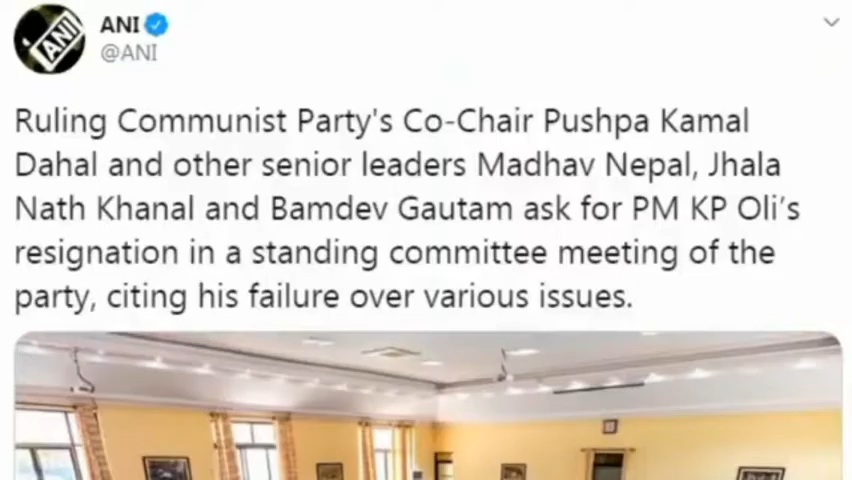 ANI
ANI
@ANI
Ruling Communist Party's Co-Chair Pushpa Kamal
Dahal and other senior leaders Madhav Nepal, Jhala
Nath Khanal and Bamdev Gautam ask for PM KP Oli’s
resignation in a standing committee meeting of the
party, citing his failure over various issues.